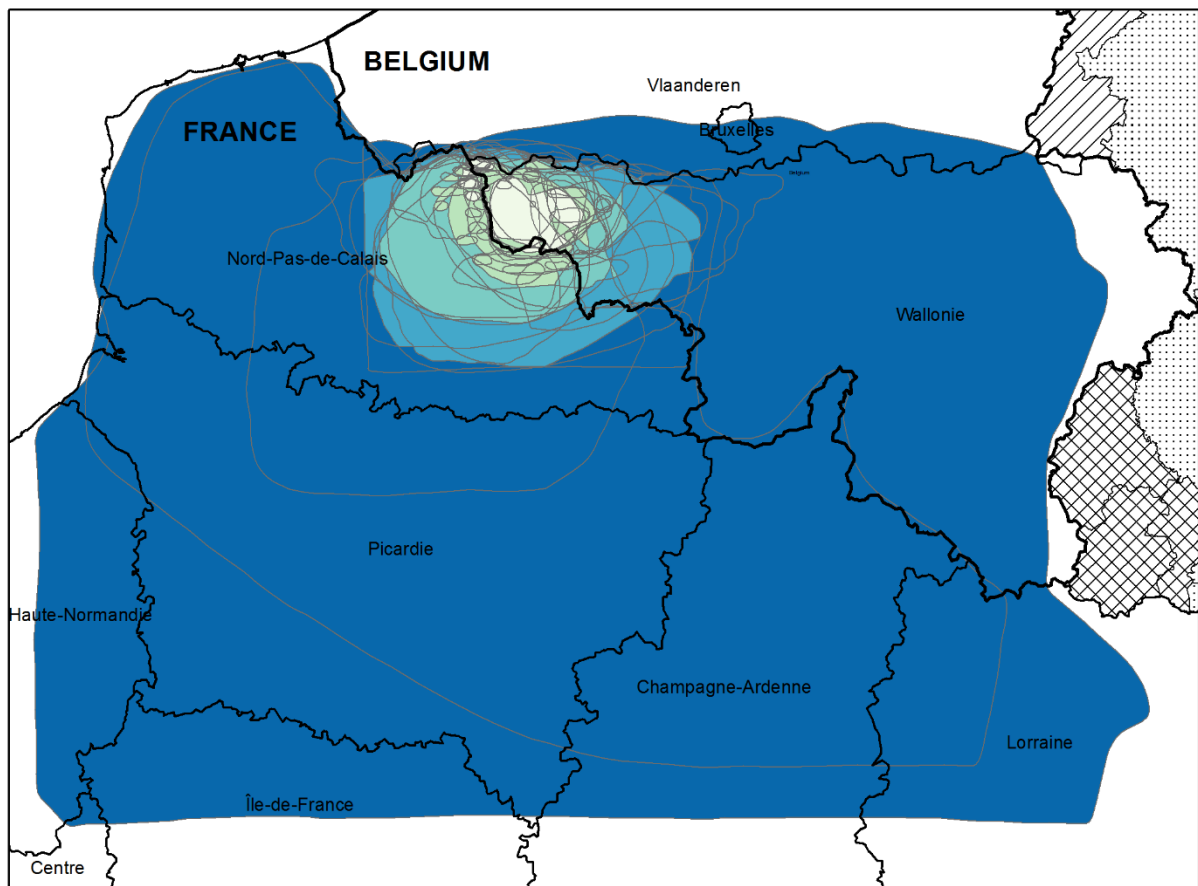 BELGIUM
Vlaanderen
FRANCE
Bruxelles
Belgium
Nord-Pas-de-Calais
Wallonie
Picardie
Haute-Normandie
Champagne-Ardenne
Lorraine
Île-de-France
Centre